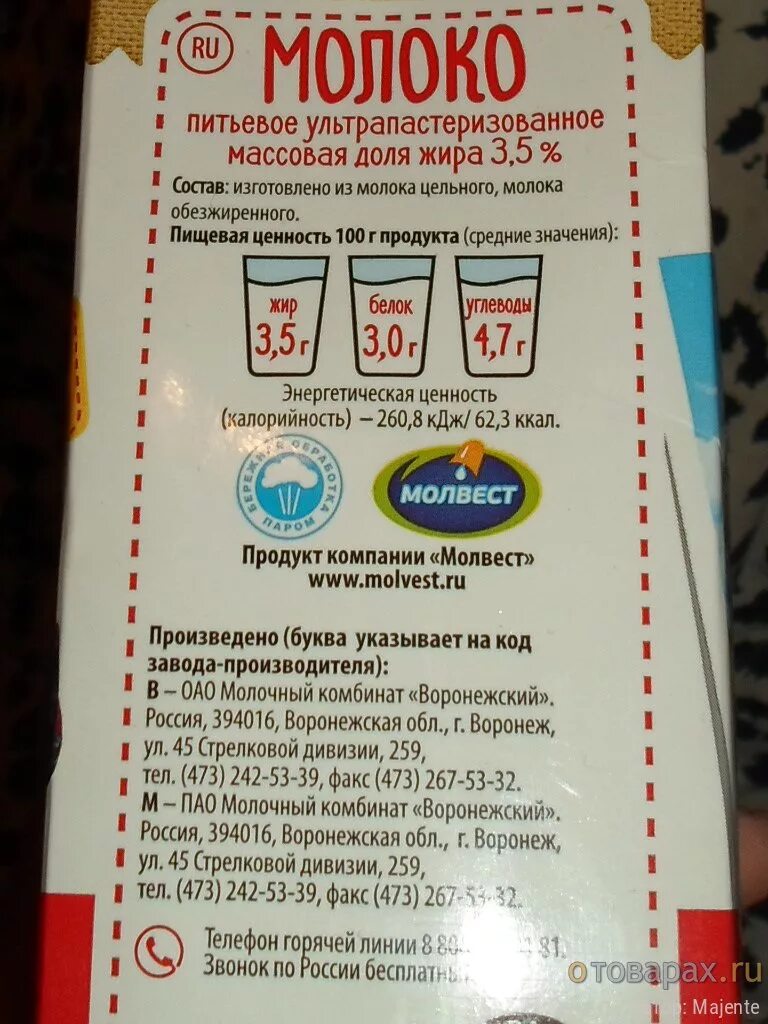 RU
МОЛОКО
питьевое ультрапастеризованное
массовая доля жира 3,5 %
Состав: изготовлено из молока цельного, молока
обезжиренного.
Пищевая ценность 100 г продукта (средние значения):
жир белок углеводы
3,5 г 3,0 г 4,7 г
Энергетическая ценность
(калорийность) – 260,8 кДж/ 62,3 ккал.
БЕРЕЖНАЯ ОБРАБОТКА ПАРОМ
МОЛВЕСТ
Продукт компании «Молвест»
www.molvest.ru
Произведено (буква указывает на код
завода-производителя):
В – ОАО Молочный комбинат «Воронежский».
Россия, 394016, Воронежская обл., г. Воронеж,
ул. 45 Стрелковой дивизии, 259,
тел. (473) 242-53-39, факс (473) 267-53-32.
М – ПАО Молочный комбинат «Воронежский».
Россия, 394016, Воронежская обл., г. Воронеж,
ул. 45 Стрелковой дивизии, 259,
тел. (473) 242-53-39, факс (473) 267-53-32.
Телефон горячей линии 8
Звонок по России
отоварах.ru
Majente